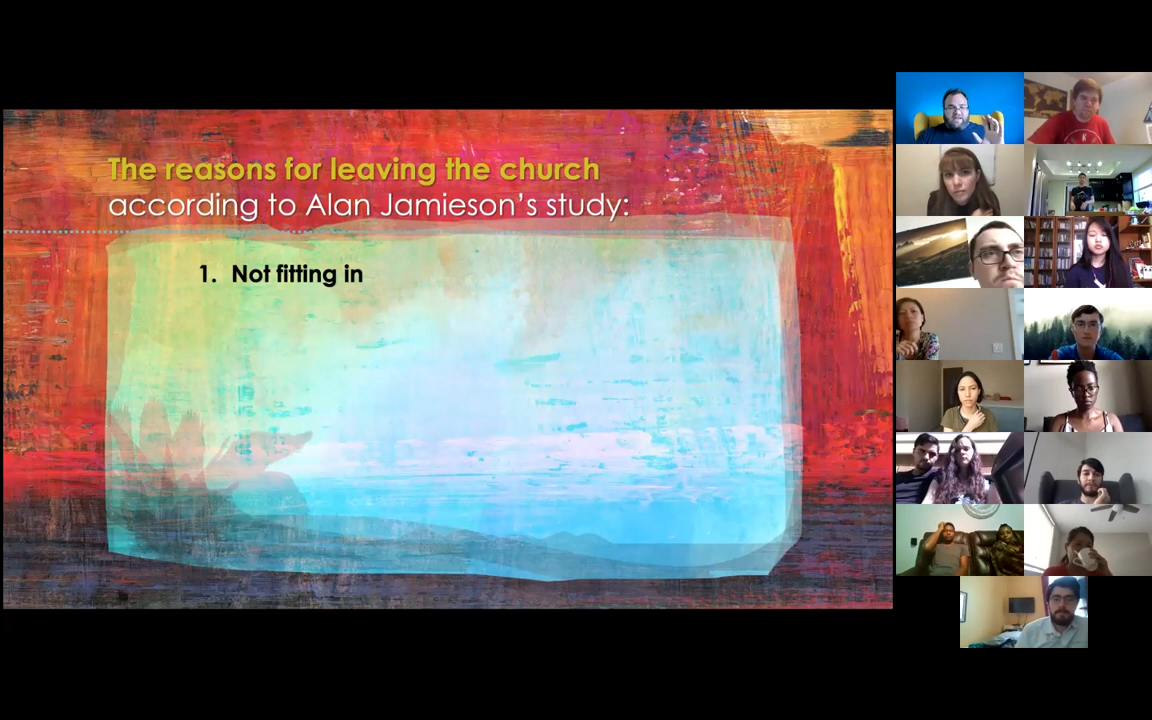 The reasons for leaving the church
according to Alan Jamieson's study:
1. Not fitting in